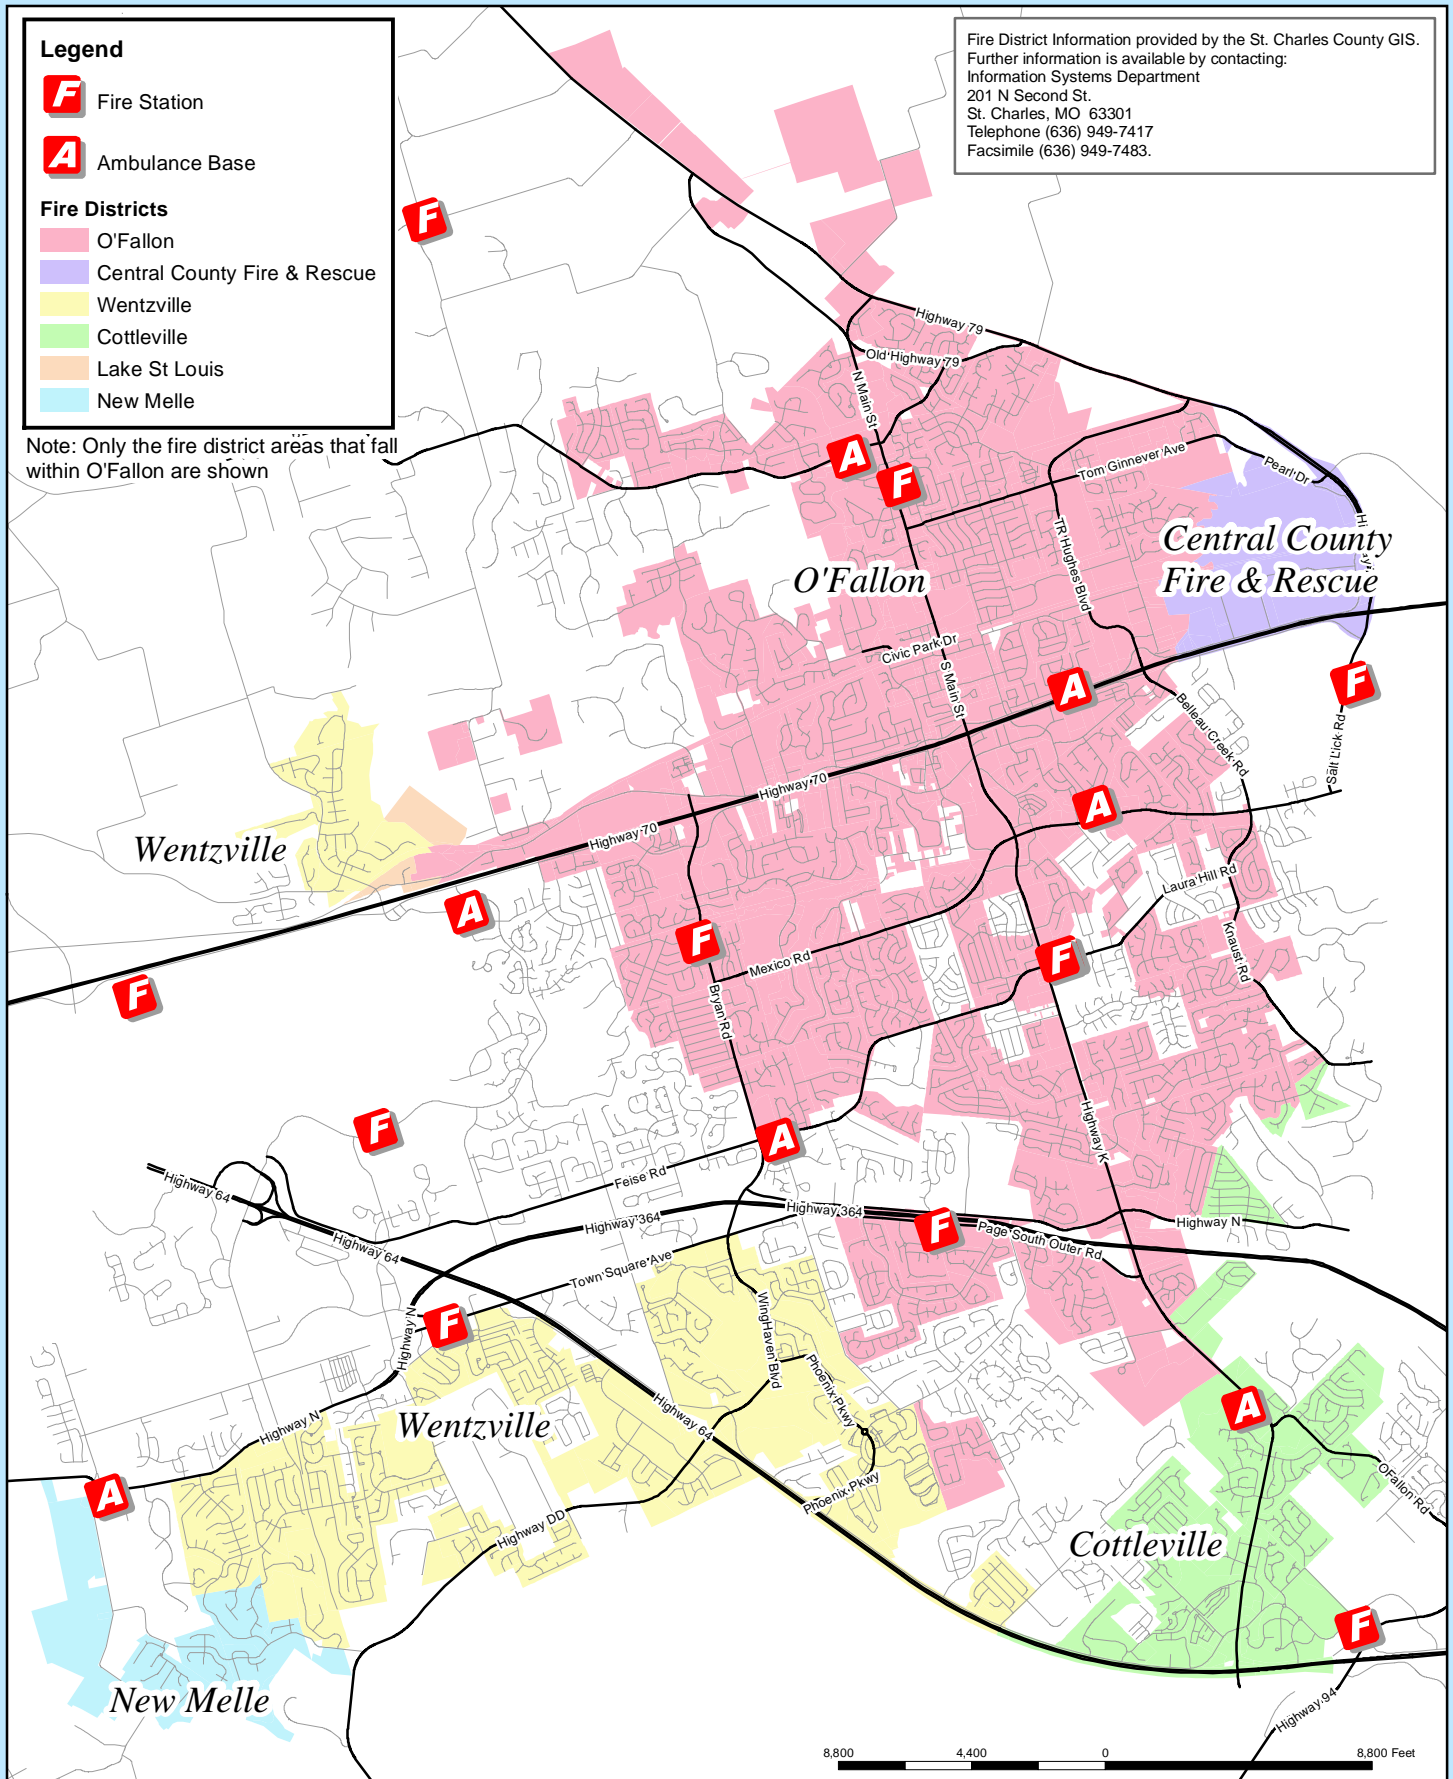 Legend
F Fire Station
A Ambulance Base
Fire Districts
O'Fallon
Central County Fire & Rescue
Wentzville
Cottleville
Lake St Louis
New Melle
Note: Only the fire district areas that fall
within O'Fallon are shown
Fire District Information provided by the St. Charles County GIS.
Further information is available by contacting:
Information Systems Department
201 N Second St.
St. Charles, MO 63301
Telephone (636) 949-7417
Facsimile (636) 949-7483.
F
Highway 79
Old Highway 79
N Main St
A
F
Tom Ginnever Ave
Pearl Dr
TR Hughes Blvd
Central County
Fire & Rescue
O'Fallon
Civic Park Dr
S Main St
A
F
Belleau Creek Rd
Salt Lick Rd
Highway 70
A
Highway 70
Wentzville
Laura Hill Rd
A
F
Mexico Rd
F
Knaust Rd
F
Bryan Rd
F
A
Highway K
Feise Rd
Highway 64
Highway 364
Highway 364
F
Page South Outer Rd
Highway N
Highway 64
Town Square Ave
F
Highway N
WingHaven Blvd
Phoenix Pkwy
Highway 64
Highway N
Wentzville
A
A
Phoenix Pkwy
OFallon Rd
Highway DD
Cottleville
F
New Melle
Highway 94
8,800 4,400 0 8,800 Feet